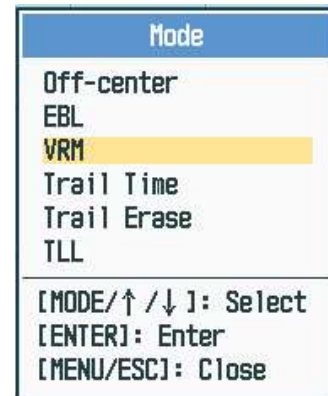 Mode
Off-center
EBL
VRM
Trail Time
Trail Erase
TLL
[MODE/↑/↓]: Select
[ENTER]: Enter
[MENU/ESC]: Close